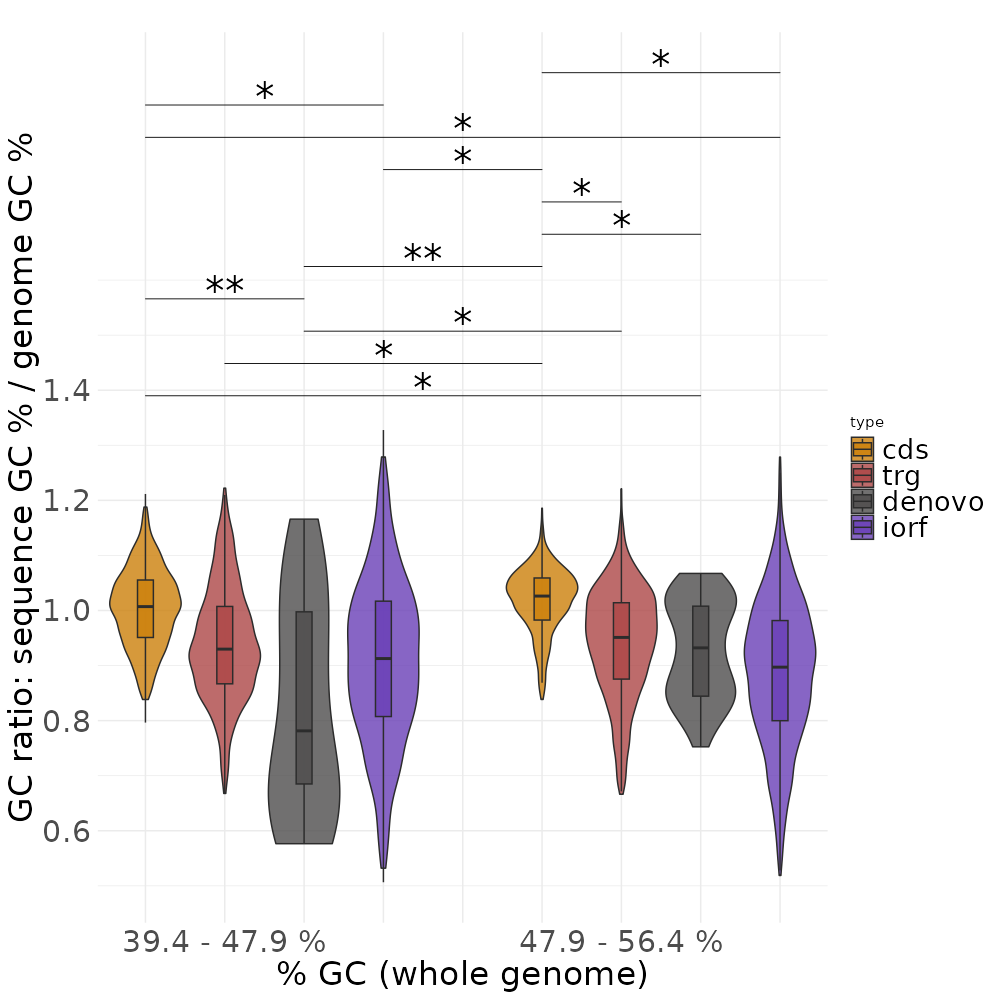 *
*
*
*
*
*
**
**
*
*
*
GC ratio: sequence GC % / genome GC %
1.4
1.2
1.0
0.8
0.6
39.4 - 47.9 %
47.9 - 56.4 %
% GC (whole genome)
type
cds
trg
denovo
iorf